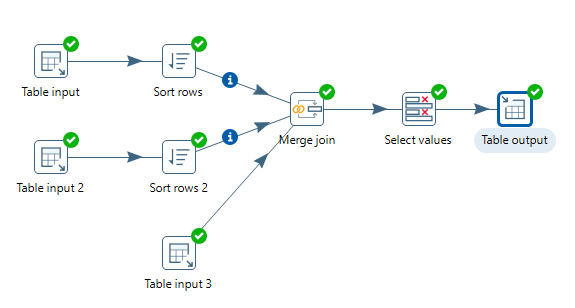 Table input
Sort rows
Merge join
Select values
Table output
Table input 2
Sort rows 2
Table input 3